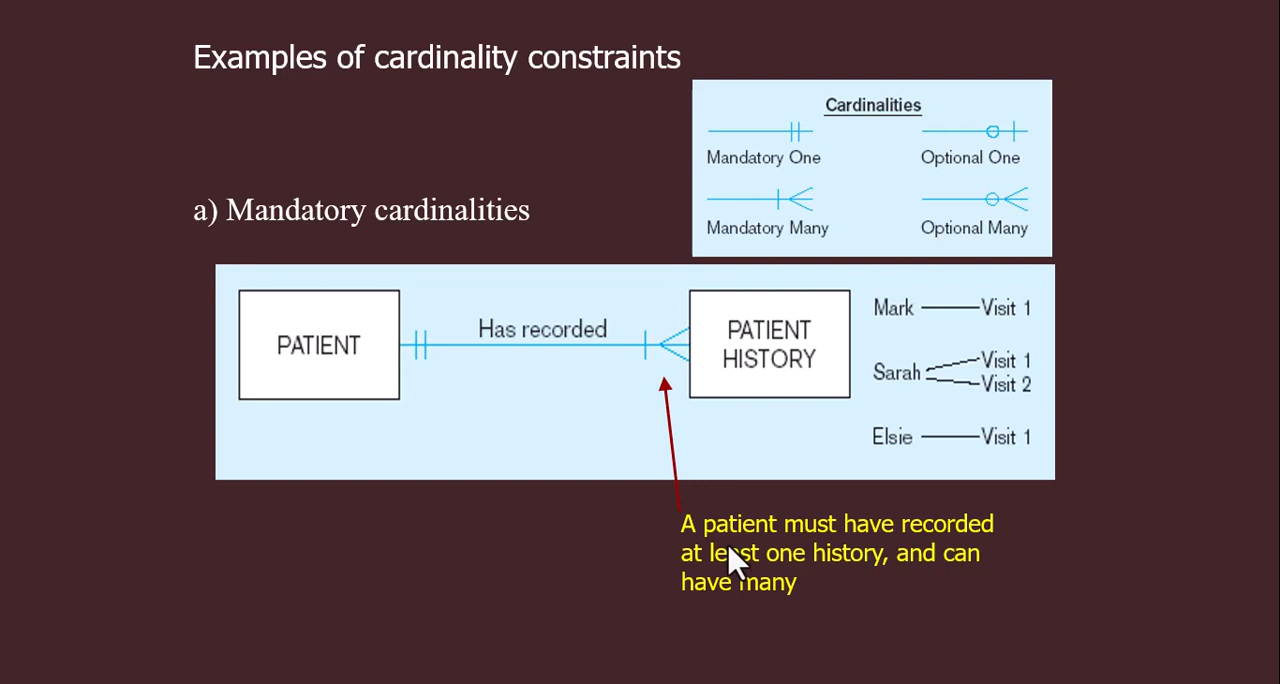 Examples of cardinality constraints
Cardinalities
Mandatory One
Optional One
Mandatory Many
Optional Many
a) Mandatory cardinalities
PATIENT
Has recorded
PATIENT
HISTORY
Mark
Visit 1
Sarah
Visit 1
Visit 2
Elsie
Visit 1
A patient must have recorded
at least one history, and can
have many